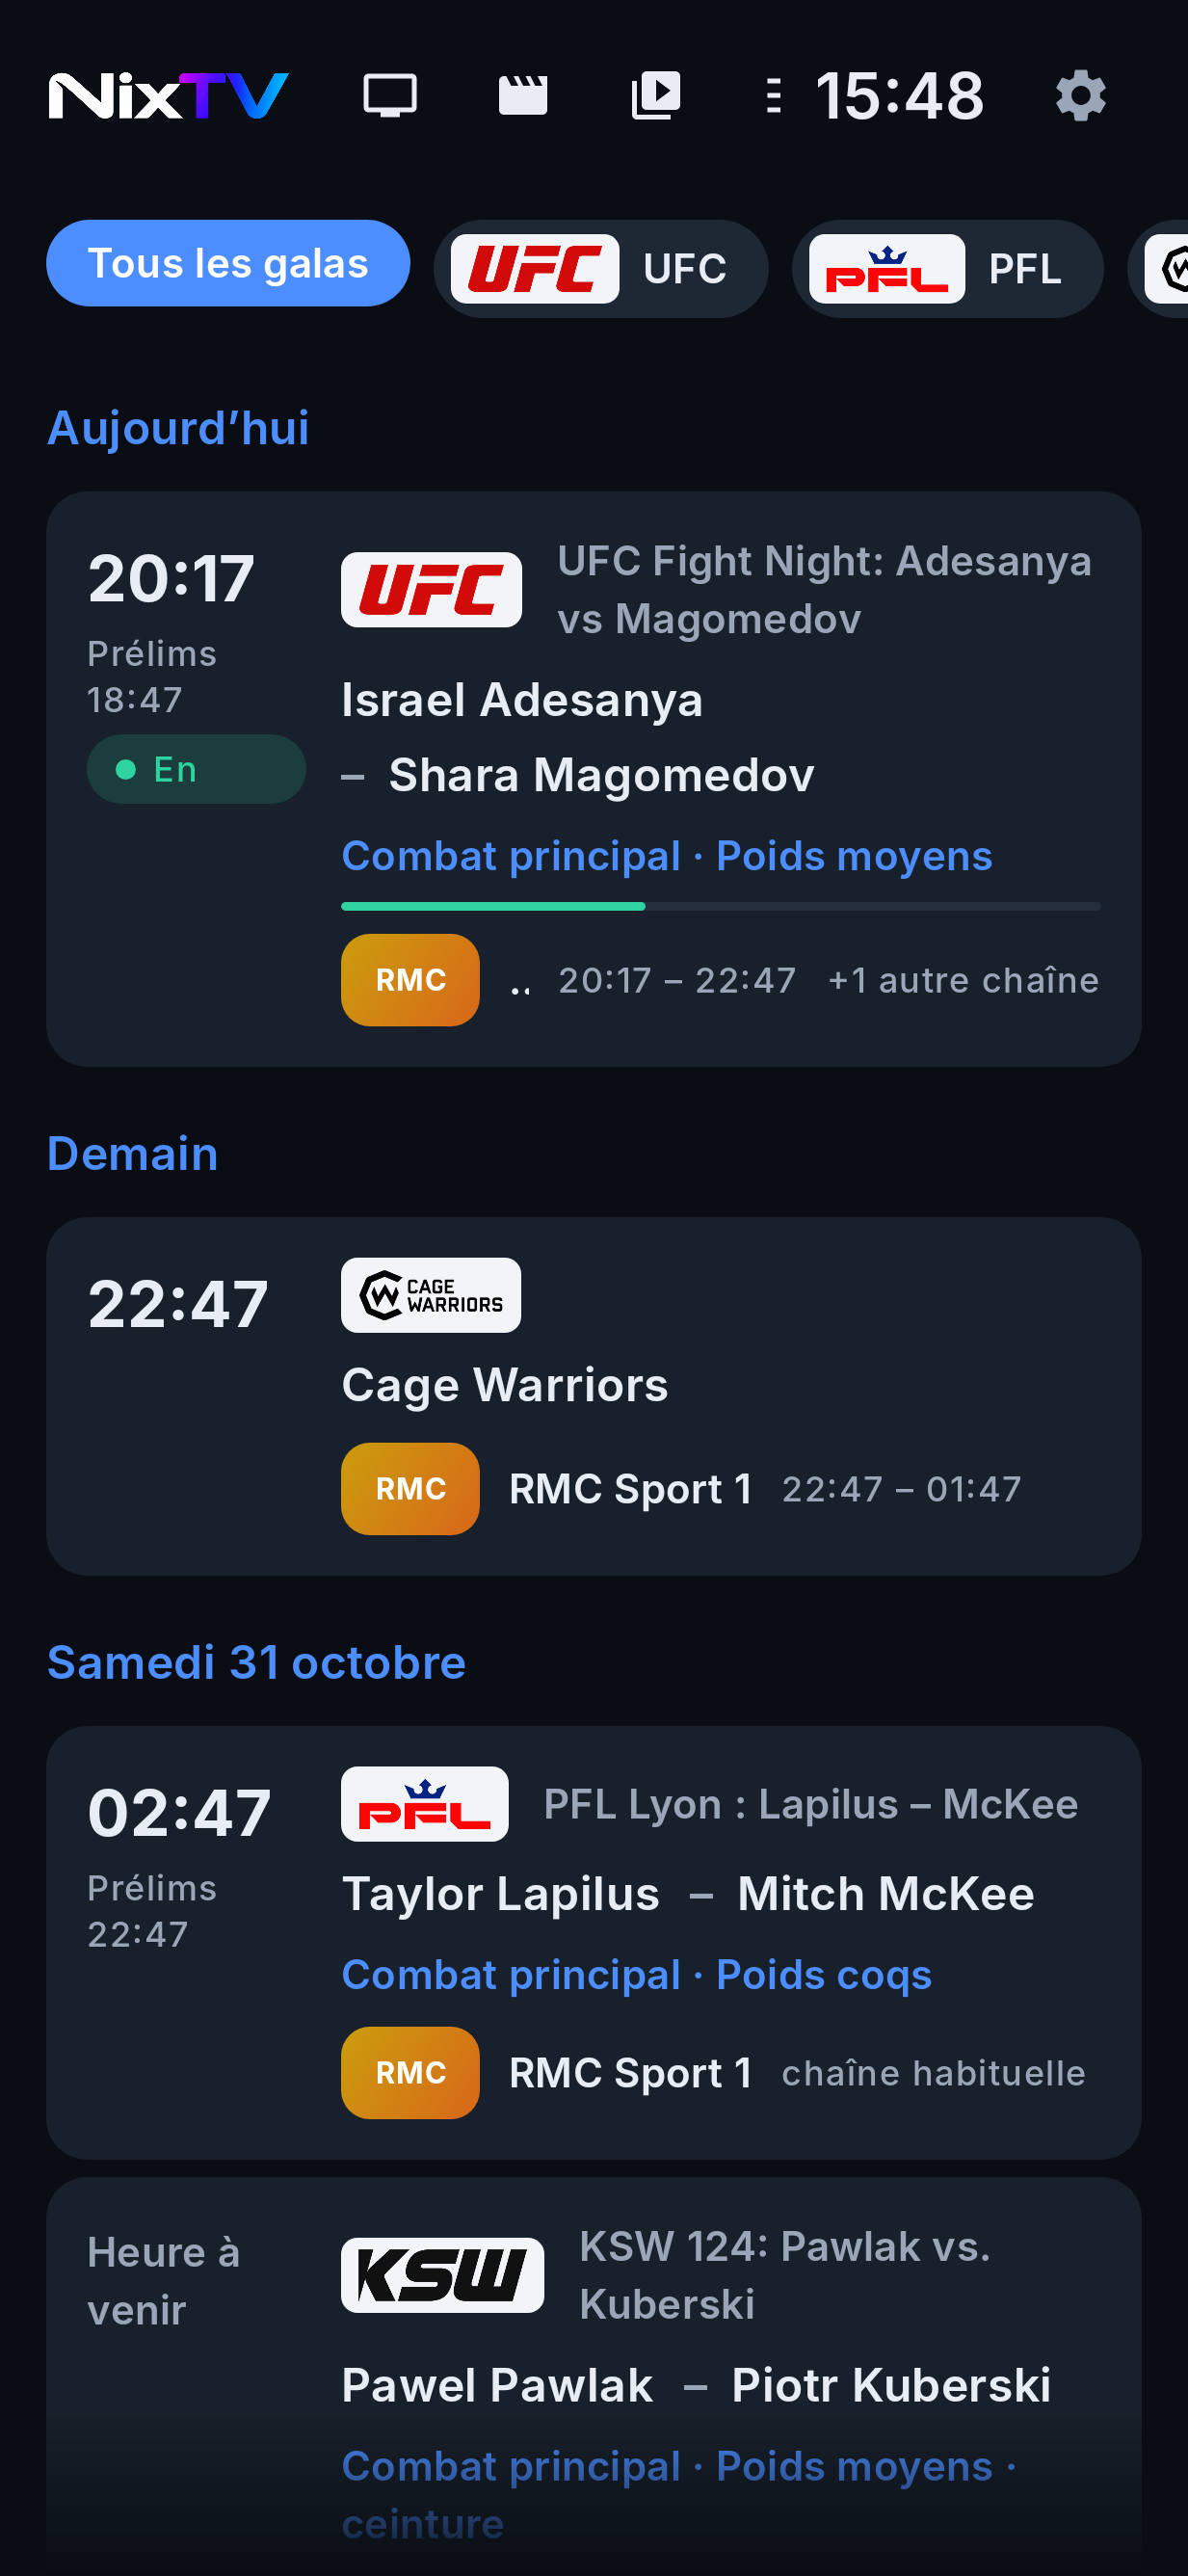 NixTV 15:48
Tous les galas UFC UFC PFL PFL
Aujourd’hui
20:17
Prélims
18:47
En
UFC UFC Fight Night: Adesanya
vs Magomedov
Israel Adesanya
– Shara Magomedov
Combat principal · Poids moyens
RMC .. 20:17 – 22:47 +1 autre chaîne
Demain
22:47
CAGE
WARRIORS
Cage Warriors
RMC RMC Sport 1 22:47 – 01:47
Samedi 31 octobre
02:47
Prélims
22:47
PFL PFL Lyon : Lapilus – McKee
Taylor Lapilus – Mitch McKee
Combat principal · Poids coqs
RMC RMC Sport 1 chaîne habituelle
Heure à
venir
KSW KSW 124: Pawlak vs.
Kuberski
Pawel Pawlak – Piotr Kuberski
Combat principal · Poids moyens ·
ceinture